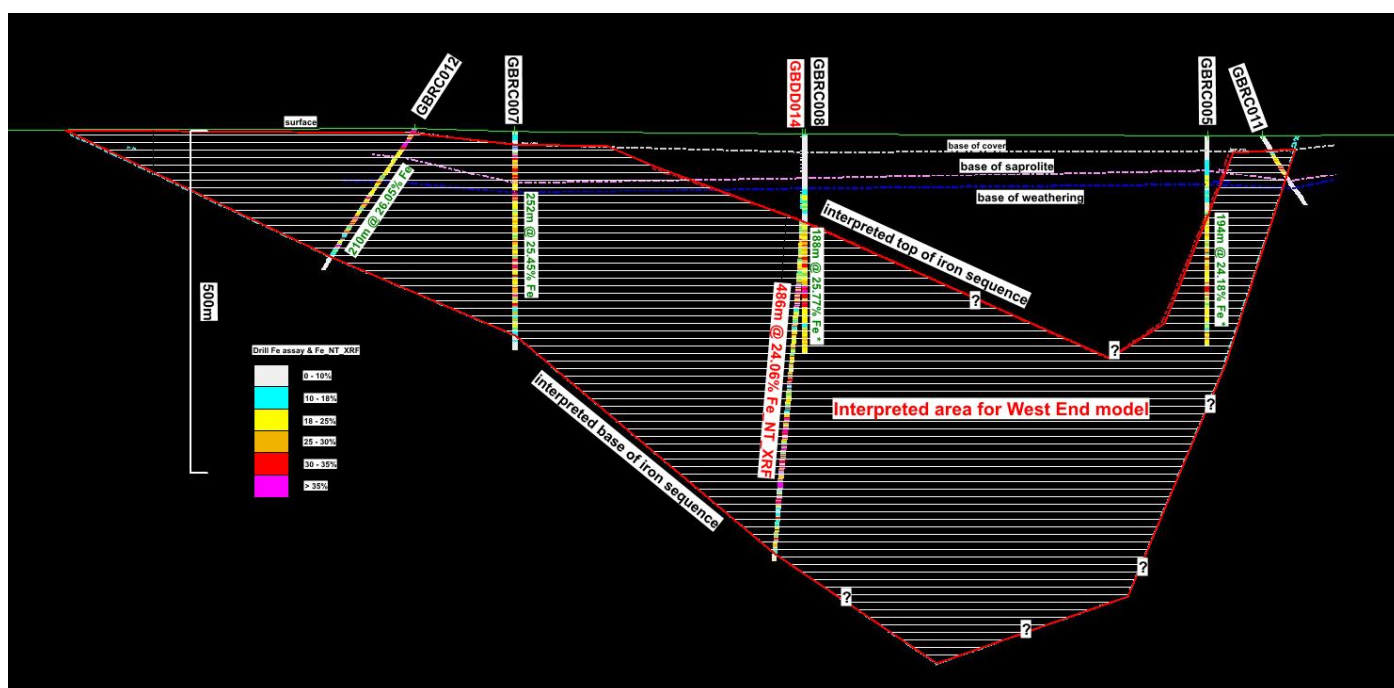 GBRC012
GBRC007
GBDD014
GBRC008
GBRC005
GBRC011
surface
base of cover
base of saprolite
base of weathering
210m @ 26.05% Fe
252m @ 25.45% Fe
188m @ 25.77% Fe *
486m @ 24.06% Fe_NT_XRF
194m @ 24.18% Fe *
interpreted top of iron sequence
?
?
500m
Drill Fe assay & Fe_NT_XRF
0 - 10%
10 - 18%
18 - 25%
25 - 30%
30 - 35%
> 35%
interpreted base of iron sequence
Interpreted area for West End model
?
?
?
?